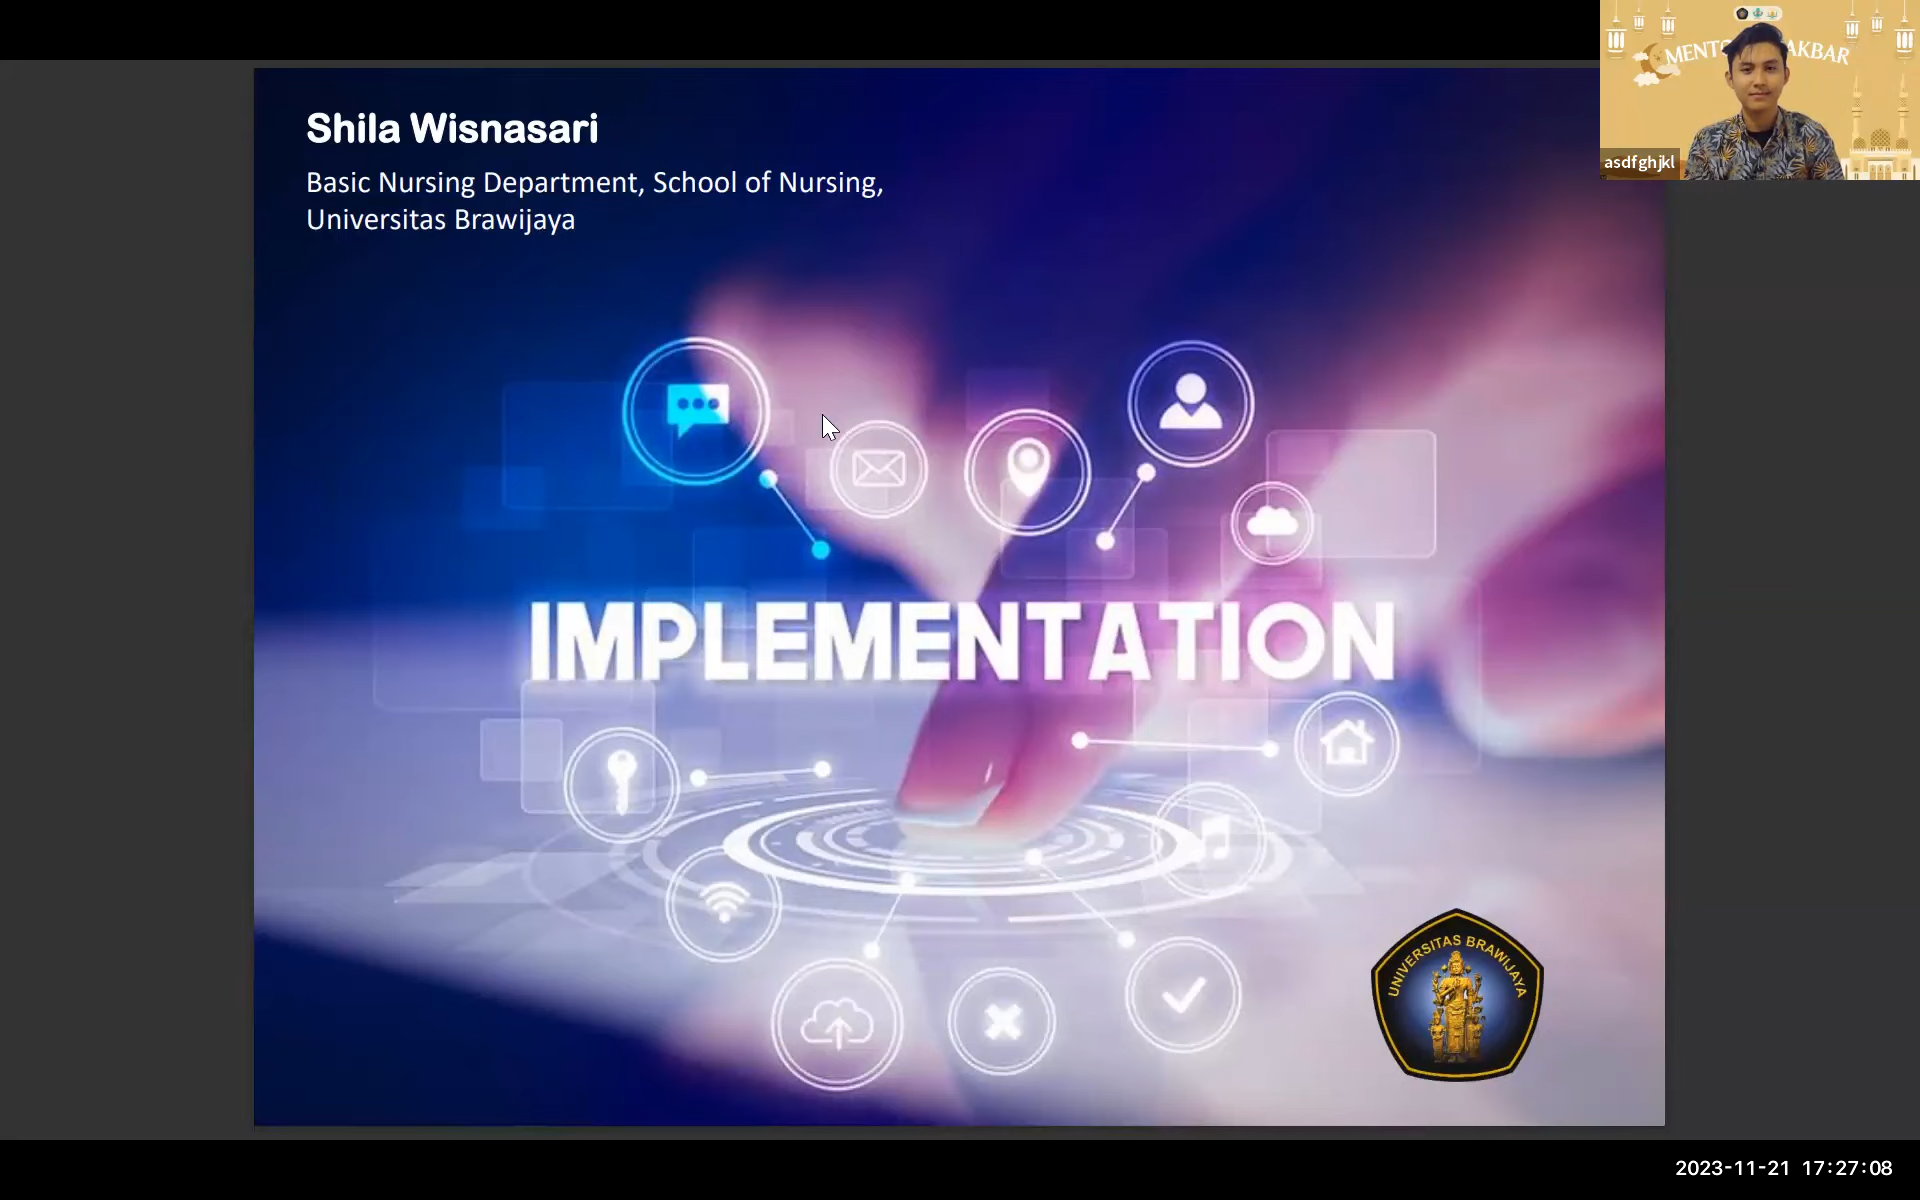 Shila Wisnasari
Basic Nursing Department, School of Nursing,
Universitas Brawijaya
asdfghjkl
IMPLEMENTATION
UNIVERSITAS BRAWIJAYA
2023-11-21 17:27:08